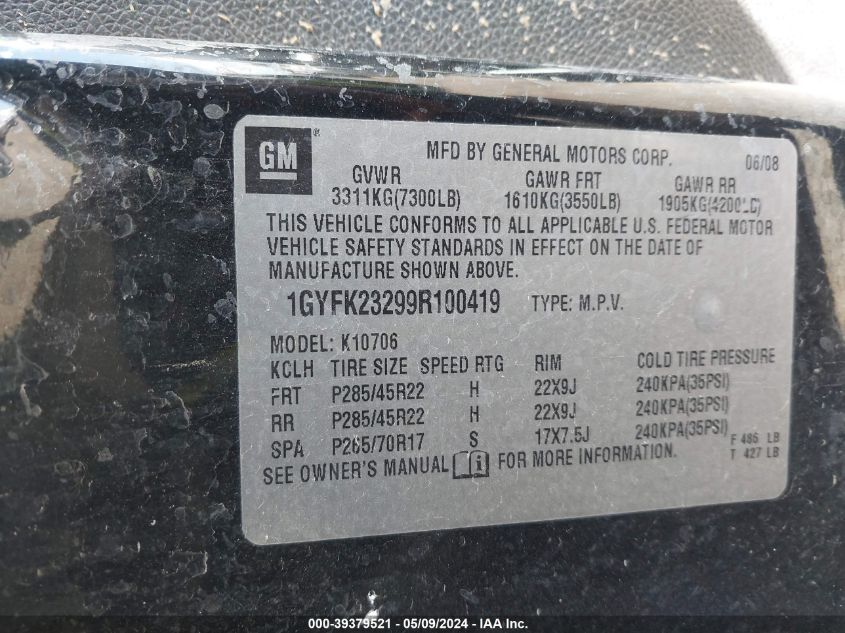 GM ®
MFD BY GENERAL MOTORS CORP. 06/08
GVWR GAWR FRT GAWR RR
3311KG(7300LB) 1610KG(3550LB) 1905KG(4200LB)
THIS VEHICLE CONFORMS TO ALL APPLICABLE U.S. FEDERAL MOTOR
VEHICLE SAFETY STANDARDS IN EFFECT ON THE DATE OF
MANUFACTURE SHOWN ABOVE.
1GYFK23299R100419 TYPE: M.P.V.
MODEL: K10706
KCLH TIRE SIZE SPEED RTG RIM COLD TIRE PRESSURE
FRT P285/45R22 H 22X9J 240KPA(35PSI)
RR P285/45R22 H 22X9J 240KPA(35PSI)
SPA P265/70R17 S 17X7.5J 240KPA(35PSI) F 486 LB
SEE OWNER'S MANUAL i FOR MORE INFORMATION. T 427 LB
000-39379521 / 05/09/2024 - IAA Inc.